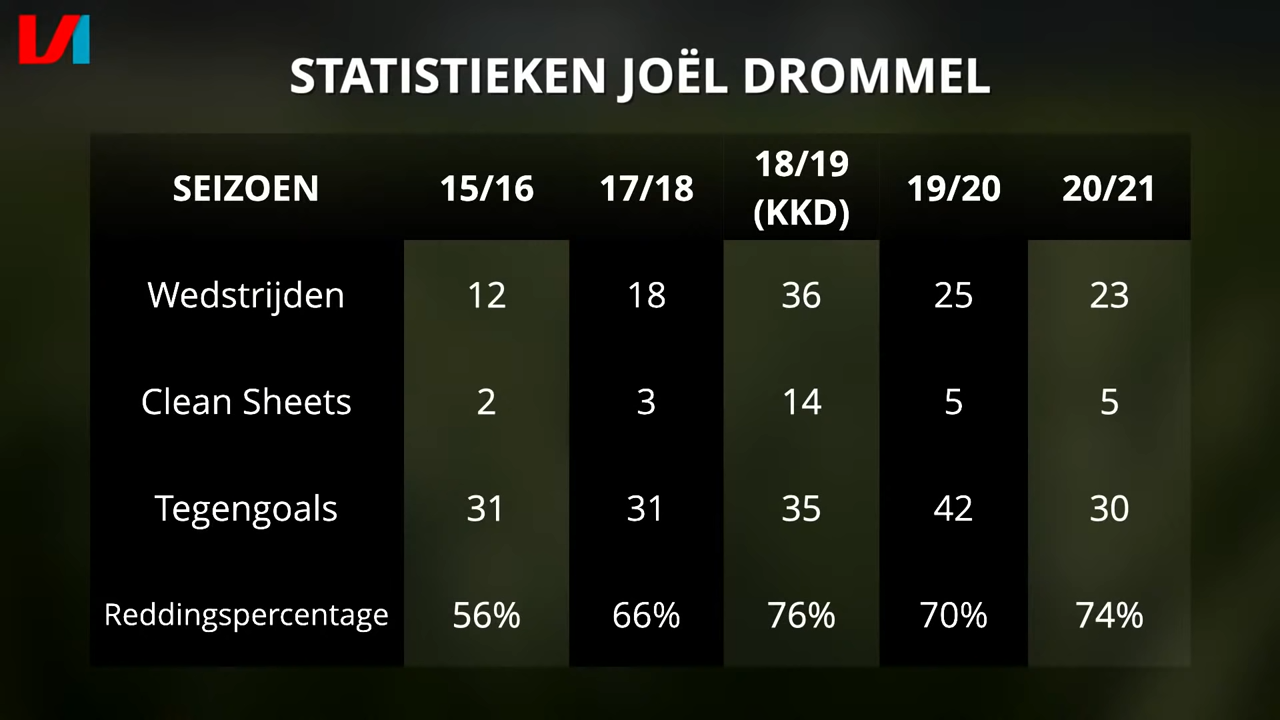 VI
STATISTIEKEN JOËL DROMMEL
SEIZOEN 15/16 17/18 18/19 (KKD) 19/20 20/21
Wedstrijden 12 18 36 25 23
Clean Sheets 2 3 14 5 5
Tegengoals 31 31 35 42 30
Reddingspercentage 56% 66% 76% 70% 74%